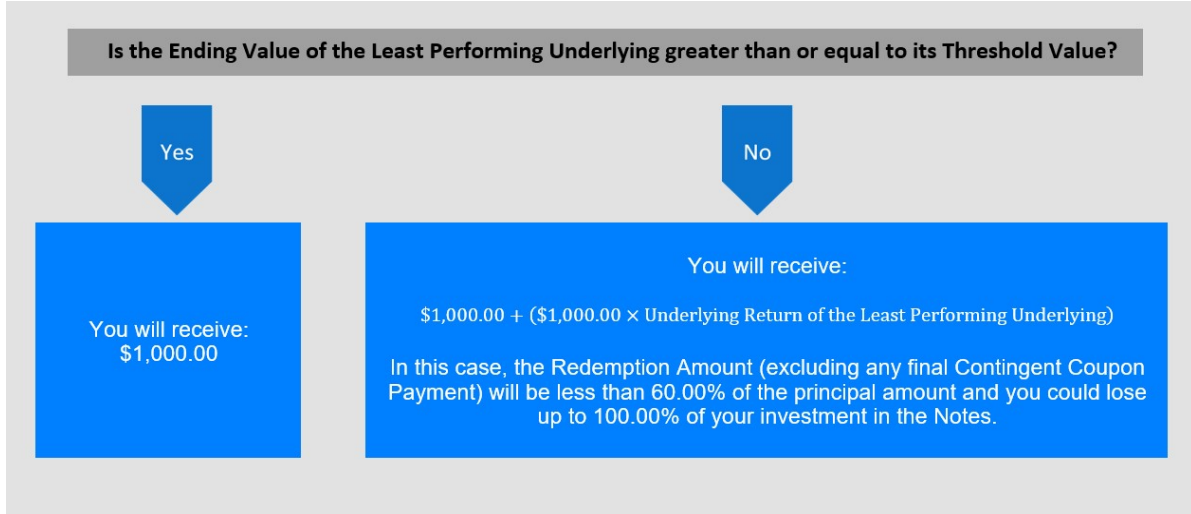 Is the Ending Value of the Least Performing Underlying greater than or equal to its Threshold Value?
Yes
No
You will receive:
$1,000.00
You will receive:
$1,000.00 + ($1,000.00 × Underlying Return of the Least Performing Underlying)
In this case, the Redemption Amount (excluding any final Contingent Coupon
Payment) will be less than 60.00% of the principal amount and you could lose
up to 100.00% of your investment in the Notes.